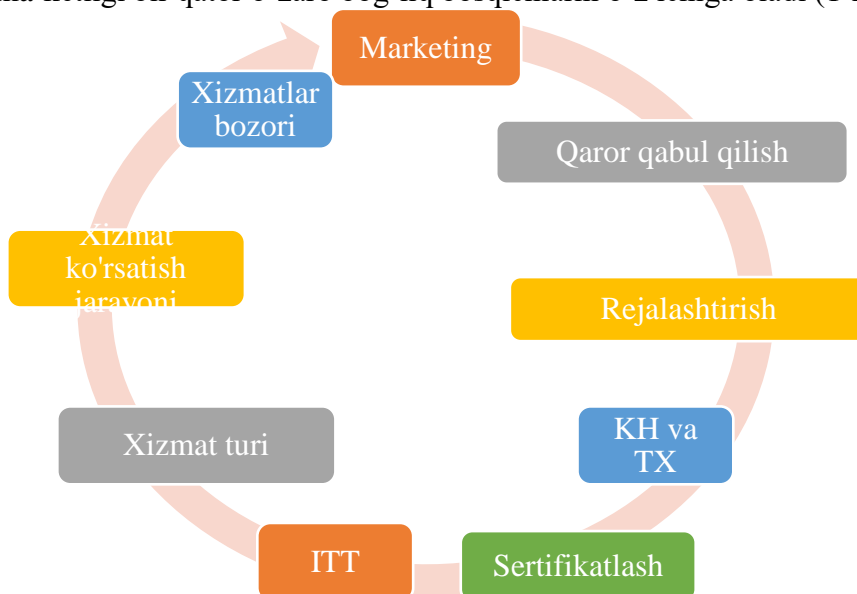 Marketing
Qaror qabul qilish
Rejalashtirish
KH va
TX
Sertifikatlash
ITT
Xizmat turi
Xizmat
ko'rsatish
jarayoni
Xizmatlar
bozori